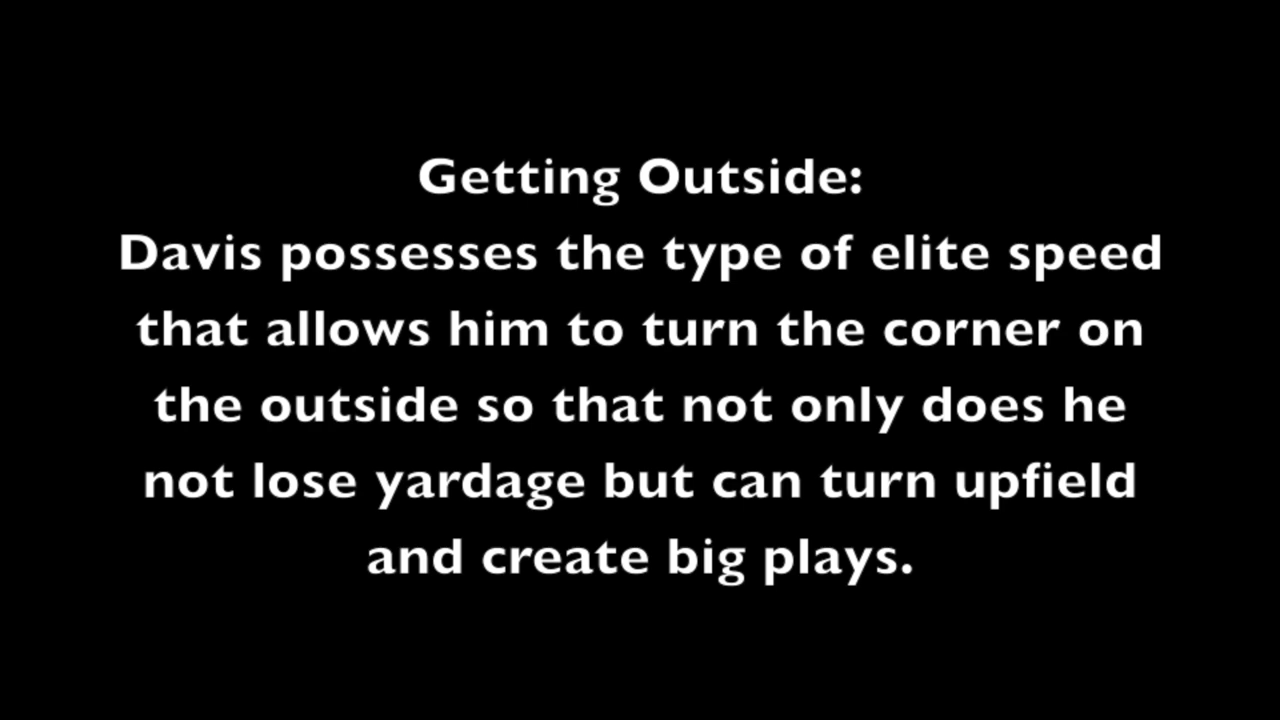 Getting Outside:
Davis possesses the type of elite speed
that allows him to turn the corner on
the outside so that not only does he
not lose yardage but can turn upfield
and create big plays.